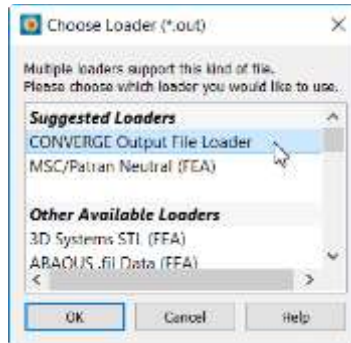 Choose Loader (*.out)
Multiple loaders support this kind of file.
Please choose which loader you would like to use.
Suggested Loaders
CONVERGE Output File Loader
MSC/Patran Neutral (FEA)
Other Available Loaders
3D Systems STL (FEA)
ABAQUS .fil Data (FEA)
OK
Cancel
Help